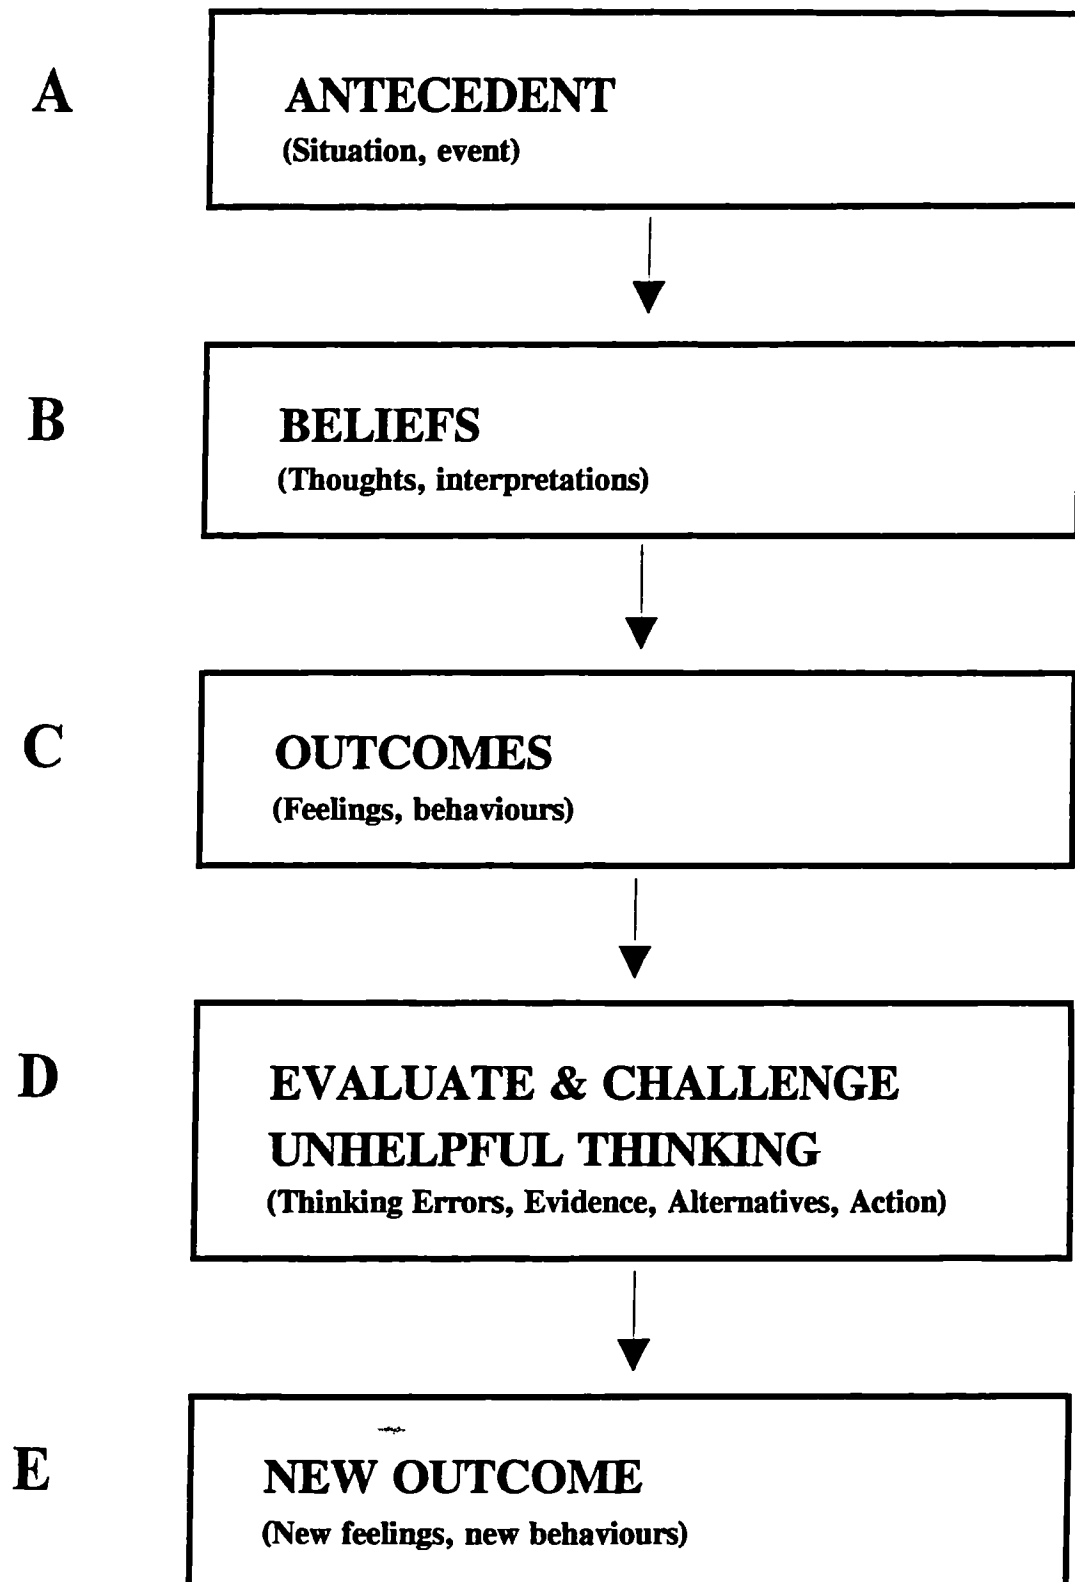 A
ANTECEDENT
(Situation, event)
B
BELIEFS
(Thoughts, interpretations)
C
OUTCOMES
(Feelings, behaviours)
D
EVALUATE & CHALLENGE
UNHELPFUL THINKING
(Thinking Errors, Evidence, Alternatives, Action)
E
NEW OUTCOME
(New feelings, new behaviours)